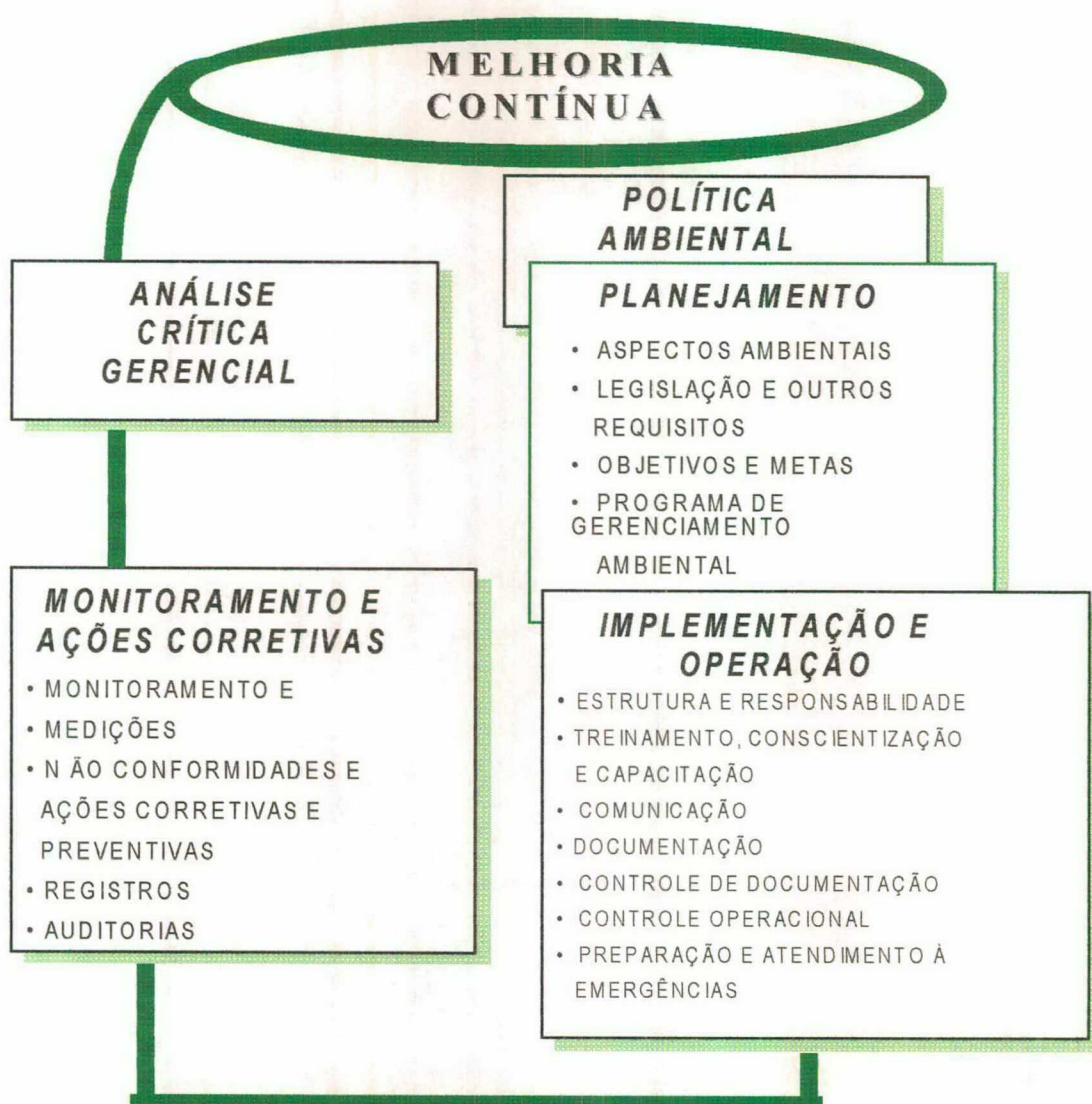 MELHORIA
CONTÍNUA
POLÍTICA
AMBIENTAL
PLANEJAMENTO
• ASPECTOS AMBIENTAIS
• LEGISLAÇÃO E OUTROS
REQUISITOS
• OBJETIVOS E METAS
• PROGRAMA DE
GERENCIAMENTO
AMBIENTAL
IMPLEMENTAÇÃO E
OPERAÇÃO
• ESTRUTURA E RESPONSABILIDADE
• TREINAMENTO, CONSCIENTIZAÇÃO
E CAPACITAÇÃO
• COMUNICAÇÃO
• DOCUMENTAÇÃO
• CONTROLE DE DOCUMENTAÇÃO
• CONTROLE OPERACIONAL
• PREPARAÇÃO E ATENDIMENTO À
EMERGÊNCIAS
MONITORAMENTO E
AÇÕES CORRETIVAS
• MONITORAMENTO E
• MEDIÇÕES
• N ÃO CONFORMIDADES E
AÇÕES CORRETIVAS E
PREVENTIVAS
• REGISTROS
• AUDITORIAS
ANÁLISE
CRÍTICA
GERENCIAL